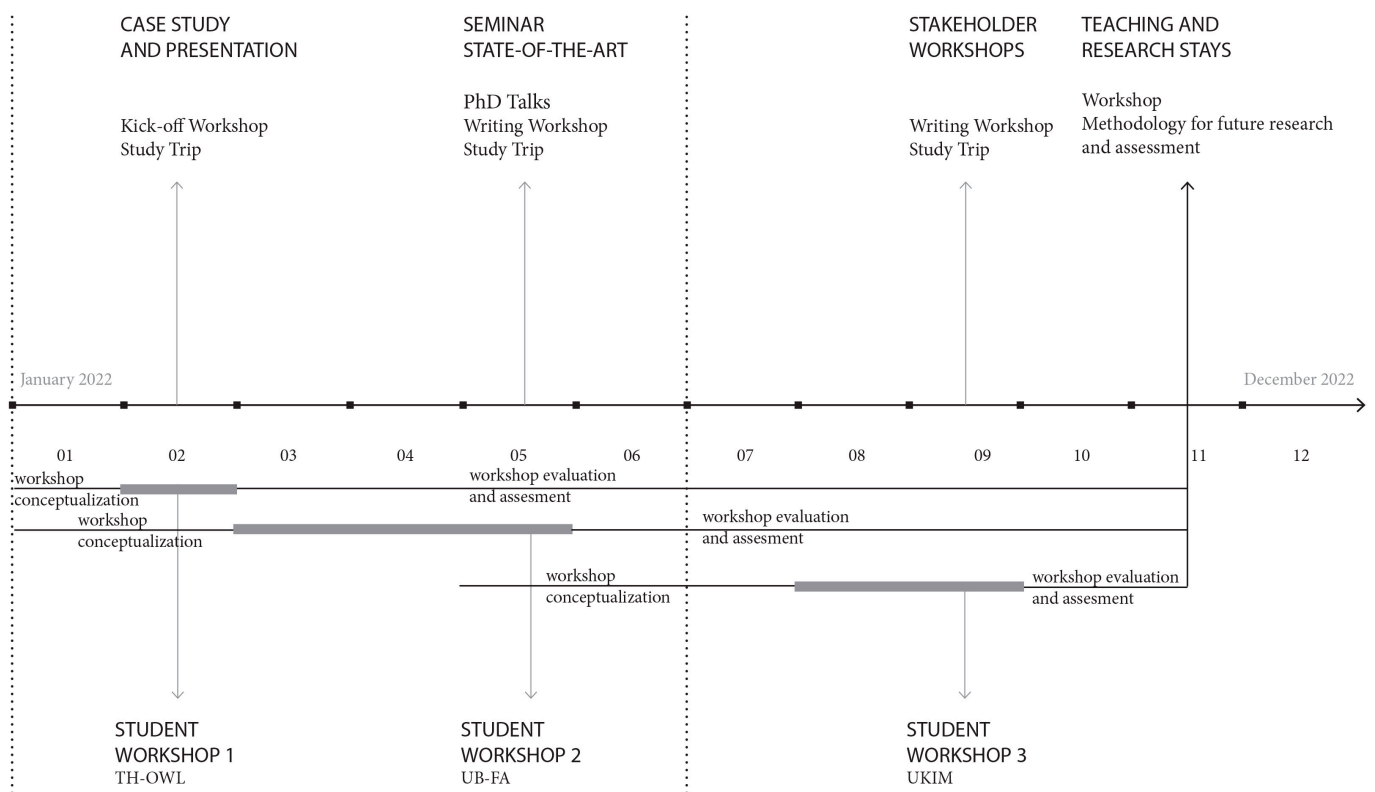 CASE STUDY
AND PRESENTATION
Kick-off Workshop
Study Trip
SEMINAR
STATE-OF-THE-ART
PhD Talks
Writing Workshop
Study Trip
STAKEHOLDER
WORKSHOPS
Writing Workshop
Study Trip
TEACHING AND
RESEARCH STAYS
Workshop
Methodology for future research
and assessment
January 2022
December 2022
01 02 03 04 05 06 07 08 09 10 11 12
workshop
conceptualization
workshop evaluation
and assesment
workshop
conceptualization
workshop evaluation
and assesment
workshop
conceptualization
workshop evaluation
and assesment
STUDENT
WORKSHOP 1
TH-OWL
STUDENT
WORKSHOP 2
UB-FA
STUDENT
WORKSHOP 3
UKIM